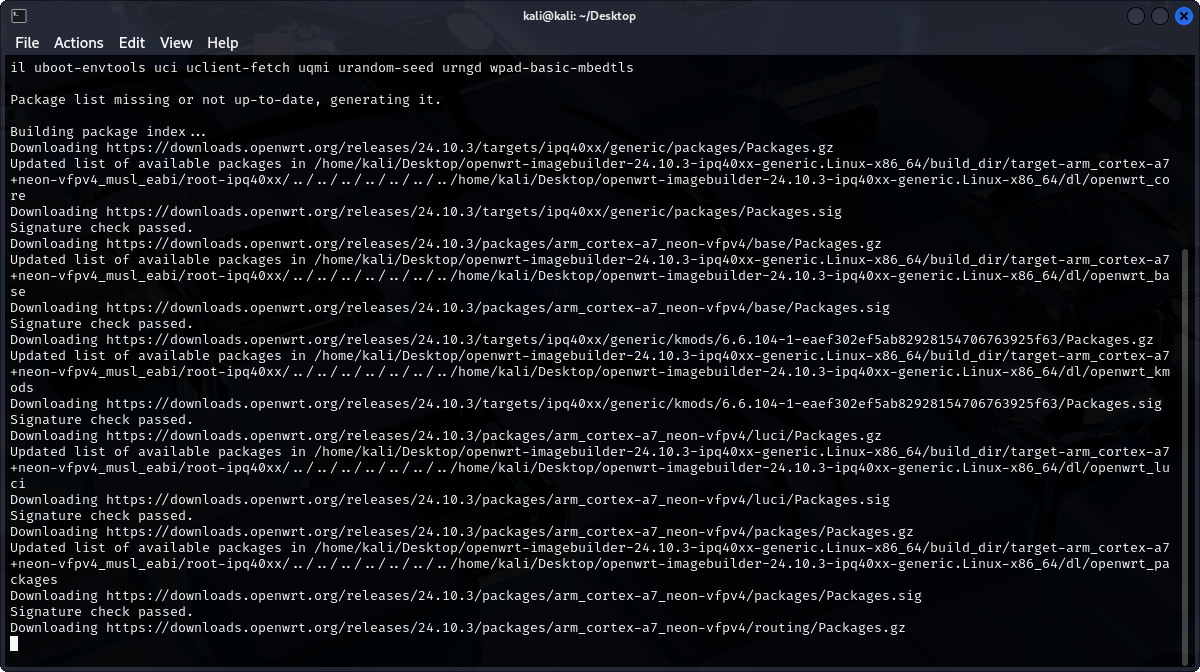 kali@kali: ~/Desktop
File Actions Edit View Help
il uboot-envtools uci uclient-fetch uqmi urandom-seed urngd wpad-basic-mbedtls
Package list missing or not up-to-date, generating it.
Building package index...
Downloading https://downloads.openwrt.org/releases/24.10.3/targets/ipq40xx/generic/packages/Packages.gz
Updated list of available packages in /home/kali/Desktop/openwrt-imagebuilder-24.10.3-ipq40xx-generic.Linux-x86_64/build_dir/target-arm_cortex-a7
+neon-vfpv4_musl_eabi/root-ipq40xx/../../../../../../../home/kali/Desktop/openwrt-imagebuilder-24.10.3-ipq40xx-generic.Linux-x86_64/dl/openwrt_co
re
Downloading https://downloads.openwrt.org/releases/24.10.3/targets/ipq40xx/generic/packages/Packages.sig
Signature check passed.
Downloading https://downloads.openwrt.org/releases/24.10.3/packages/arm_cortex-a7_neon-vfpv4/base/Packages.gz
Updated list of available packages in /home/kali/Desktop/openwrt-imagebuilder-24.10.3-ipq40xx-generic.Linux-x86_64/build_dir/target-arm_cortex-a7
+neon-vfpv4_musl_eabi/root-ipq40xx/../../../../../../../home/kali/Desktop/openwrt-imagebuilder-24.10.3-ipq40xx-generic.Linux-x86_64/dl/openwrt_ba
se
Downloading https://downloads.openwrt.org/releases/24.10.3/packages/arm_cortex-a7_neon-vfpv4/base/Packages.sig
Signature check passed.
Downloading https://downloads.openwrt.org/releases/24.10.3/targets/ipq40xx/generic/kmods/6.6.104-1-eaef302ef5ab82928154706763925f63/Packages.gz
Updated list of available packages in /home/kali/Desktop/openwrt-imagebuilder-24.10.3-ipq40xx-generic.Linux-x86_64/build_dir/target-arm_cortex-a7
+neon-vfpv4_musl_eabi/root-ipq40xx/../../../../../../../home/kali/Desktop/openwrt-imagebuilder-24.10.3-ipq40xx-generic.Linux-x86_64/dl/openwrt_km
ods
Downloading https://downloads.openwrt.org/releases/24.10.3/targets/ipq40xx/generic/kmods/6.6.104-1-eaef302ef5ab82928154706763925f63/Packages.sig
Signature check passed.
Downloading https://downloads.openwrt.org/releases/24.10.3/packages/arm_cortex-a7_neon-vfpv4/luci/Packages.gz
Updated list of available packages in /home/kali/Desktop/openwrt-imagebuilder-24.10.3-ipq40xx-generic.Linux-x86_64/build_dir/target-arm_cortex-a7
+neon-vfpv4_musl_eabi/root-ipq40xx/../../../../../../../home/kali/Desktop/openwrt-imagebuilder-24.10.3-ipq40xx-generic.Linux-x86_64/dl/openwrt_lu
ci
Downloading https://downloads.openwrt.org/releases/24.10.3/packages/arm_cortex-a7_neon-vfpv4/luci/Packages.sig
Signature check passed.
Downloading https://downloads.openwrt.org/releases/24.10.3/packages/arm_cortex-a7_neon-vfpv4/packages/Packages.gz
Updated list of available packages in /home/kali/Desktop/openwrt-imagebuilder-24.10.3-ipq40xx-generic.Linux-x86_64/build_dir/target-arm_cortex-a7
+neon-vfpv4_musl_eabi/root-ipq40xx/../../../../../../../home/kali/Desktop/openwrt-imagebuilder-24.10.3-ipq40xx-generic.Linux-x86_64/dl/openwrt_pa
ckages
Downloading https://downloads.openwrt.org/releases/24.10.3/packages/arm_cortex-a7_neon-vfpv4/packages/Packages.sig
Signature check passed.
Downloading https://downloads.openwrt.org/releases/24.10.3/packages/arm_cortex-a7_neon-vfpv4/routing/Packages.gz